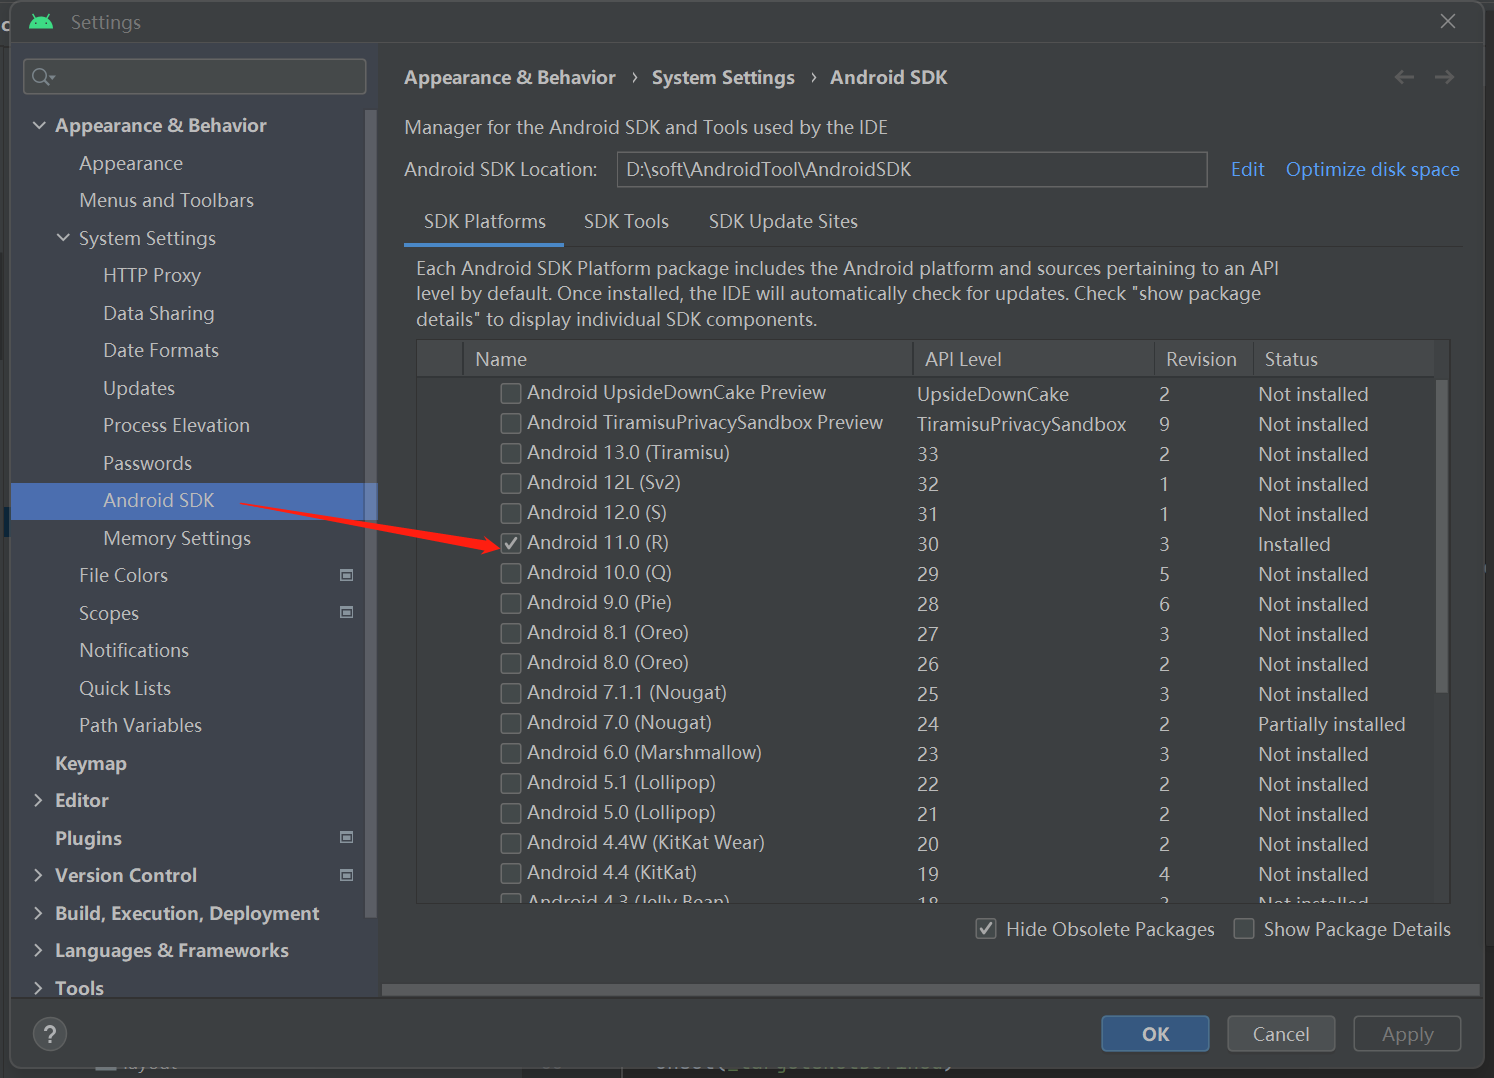 Settings
Appearance & Behavior
Appearance
Menus and Toolbars
System Settings
HTTP Proxy
Data Sharing
Date Formats
Updates
Process Elevation
Passwords
Android SDK
Memory Settings
File Colors
Scopes
Notifications
Quick Lists
Path Variables
Keymap
Editor
Plugins
Version Control
Build, Execution, Deployment
Languages & Frameworks
Tools
Appearance & Behavior › System Settings › Android SDK
Manager for the Android SDK and Tools used by the IDE
Android SDK Location: D:\soft\AndroidTool\AndroidSDK Edit Optimize disk space
SDK Platforms SDK Tools SDK Update Sites
Each Android SDK Platform package includes the Android platform and sources pertaining to an API
level by default. Once installed, the IDE will automatically check for updates. Check "show package
details" to display individual SDK components.
Name API Level Revision Status
Android UpsideDownCake Preview UpsideDownCake 2 Not installed
Android TiramisuPrivacySandbox Preview TiramisuPrivacySandbox 9 Not installed
Android 13.0 (Tiramisu) 33 2 Not installed
Android 12L (Sv2) 32 1 Not installed
Android 12.0 (S) 31 1 Not installed
Android 11.0 (R) 30 3 Installed
Android 10.0 (Q) 29 5 Not installed
Android 9.0 (Pie) 28 6 Not installed
Android 8.1 (Oreo) 27 3 Not installed
Android 8.0 (Oreo) 26 2 Not installed
Android 7.1.1 (Nougat) 25 3 Not installed
Android 7.0 (Nougat) 24 2 Partially installed
Android 6.0 (Marshmallow) 23 3 Not installed
Android 5.1 (Lollipop) 22 2 Not installed
Android 5.0 (Lollipop) 21 2 Not installed
Android 4.4W (KitKat Wear) 20 2 Not installed
Android 4.4 (KitKat) 19 4 Not installed
Android 4.3 (Jelly Bean) 18 3 Not installed
Hide Obsolete Packages Show Package Details
? OK Cancel Apply